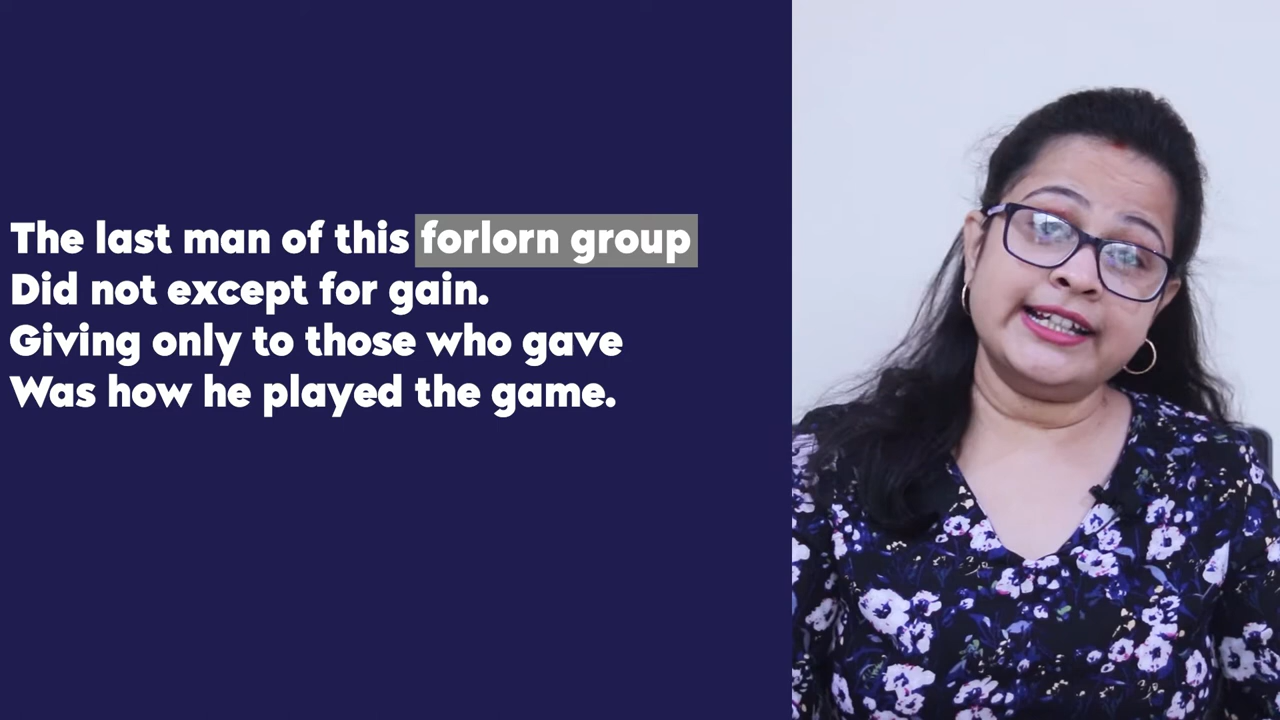 The last man of this forlorn group
Did not except for gain.
Giving only to those who gave
Was how he played the game.